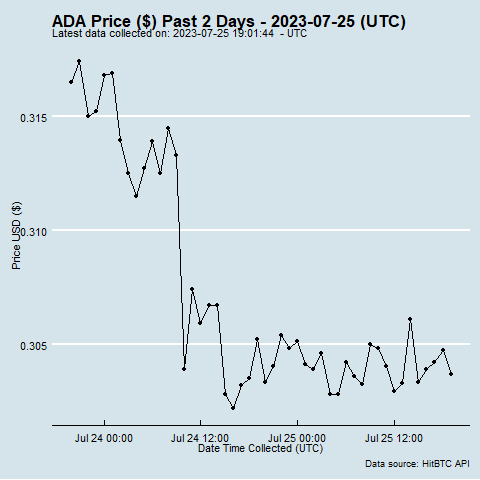 ADA Price ($) Past 2 Days - 2023-07-25 (UTC)
Latest data collected on: 2023-07-25 19:01:44 - UTC
0.315
0.310
0.305
Price USD ($)
Jul 24 00:00 Jul 24 12:00 Jul 25 00:00 Jul 25 12:00
Date Time Collected (UTC)
Data source: HitBTC API